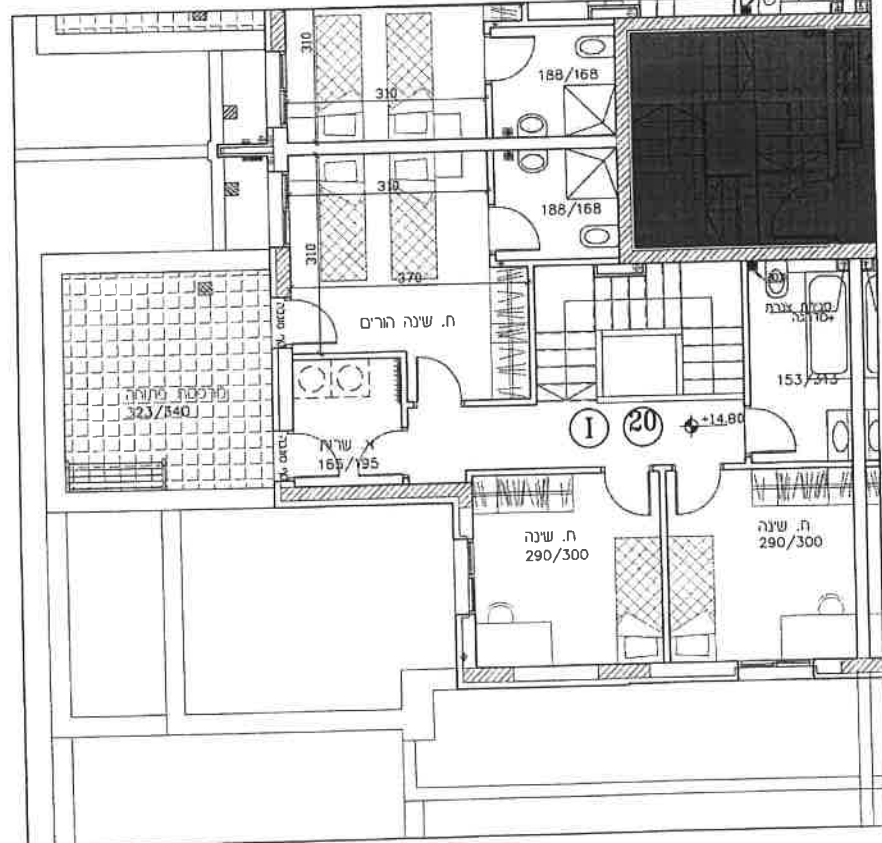 310
310
188/168
310
188/168
310
370
ח. שינה הורים
מרפסת פתוחה
323/340
153/313
I
20
+14.80
א. שרות
165/195
ח. שינה
290/300
ח. שינה
290/300